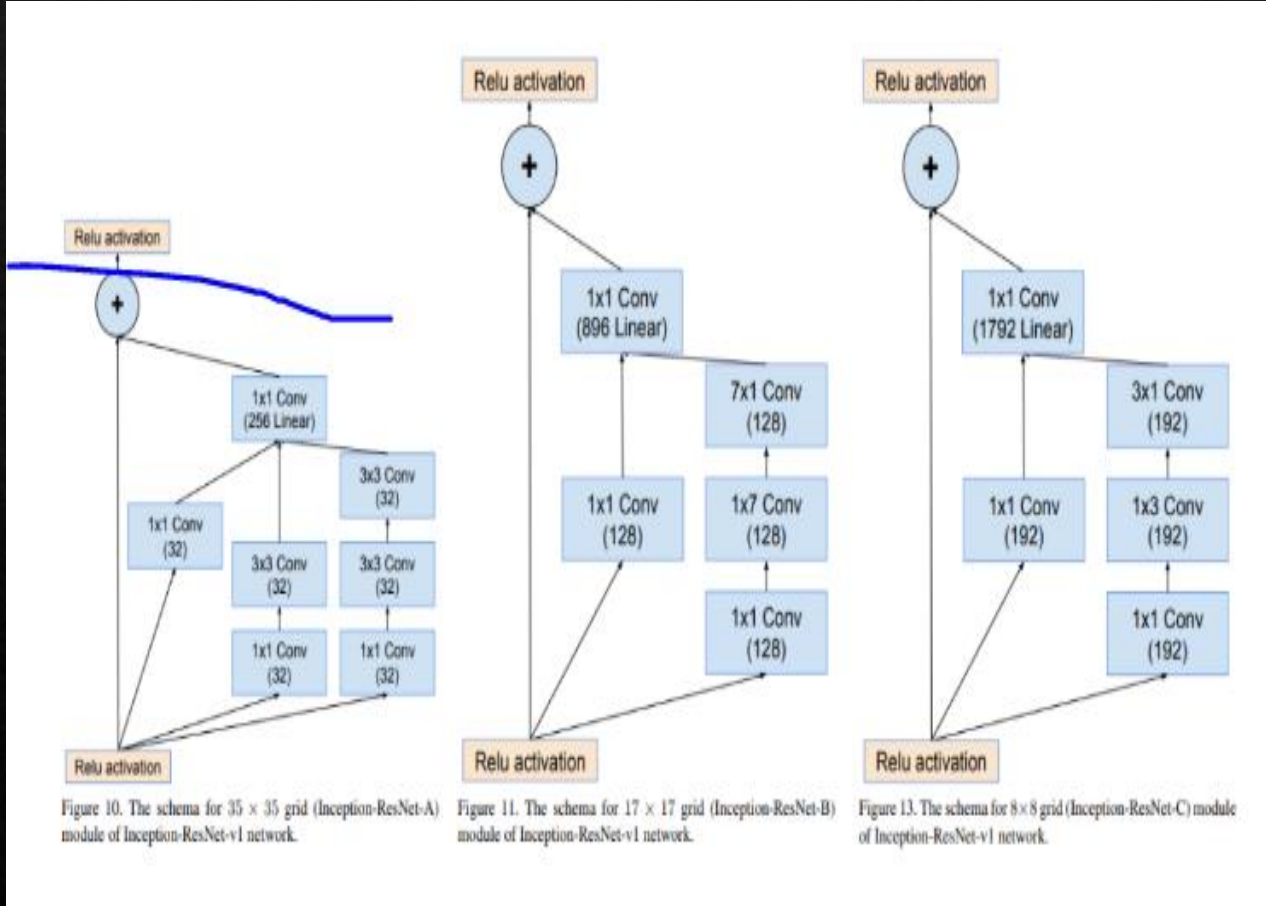 Relu activation
+
1x1 Conv
(256 Linear)
3x3 Conv
(32)
1x1 Conv
(32)
3x3 Conv
(32)
3x3 Conv
(32)
1x1 Conv
(32)
1x1 Conv
(32)
Relu activation
Figure 10. The schema for 35 × 35 grid (Inception-ResNet-A)
module of Inception-ResNet-v1 network.
Relu activation
+
1x1 Conv
(896 Linear)
7x1 Conv
(128)
1x1 Conv
(128)
1x7 Conv
(128)
1x1 Conv
(128)
Relu activation
Figure 11. The schema for 17 × 17 grid (Inception-ResNet-B)
module of Inception-ResNet-v1 network.
Relu activation
+
1x1 Conv
(1792 Linear)
3x1 Conv
(192)
1x1 Conv
(192)
1x3 Conv
(192)
1x1 Conv
(192)
Relu activation
Figure 13. The schema for 8×8 grid (Inception-ResNet-C) module
of Inception-ResNet-v1 network.